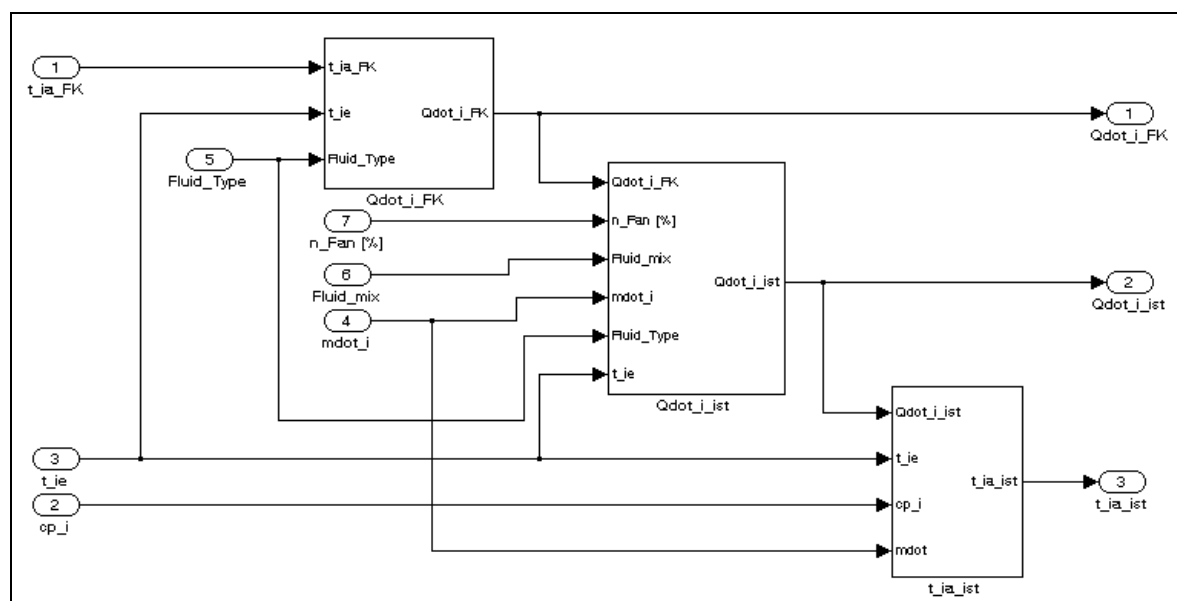 1
t_ia_FK
5
Fluid_Type
t_ia_FK
t_ie
Fluid_Type
Qdot_i_FK
Qdot_i_FK
1
Qdot_i_FK
7
n_Fan [%]
6
Fluid_mix
4
mdot_i
Qdot_i_FK
n_Fan [%]
Fluid_mix
mdot_i
Fluid_Type
t_ie
Qdot_i_ist
Qdot_i_ist
2
Qdot_i_ist
3
t_ie
2
cp_i
Qdot_i_ist
t_ie
cp_i
mdot
t_ia_ist
t_ia_ist
3
t_ia_ist